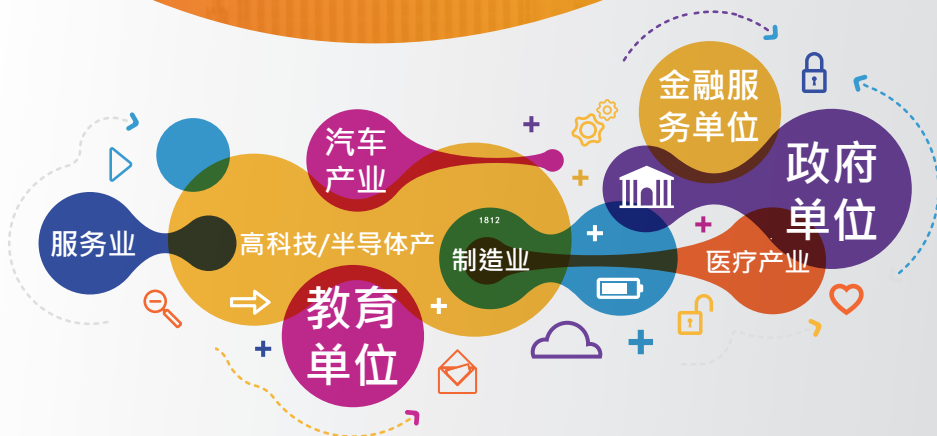 金融服
务单位
汽车
产业
政府
单位
1812
服务业
高科技/半导体产
制造业
医疗产业
教育
单位